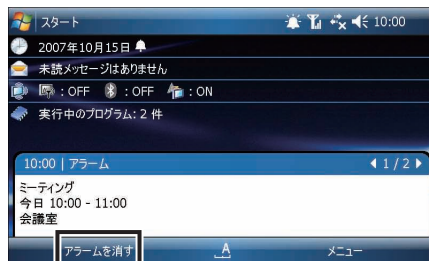 スタート 10:00
2007年10月15日
未読メッセージはありません
: OFF : OFF : ON
実行中のプログラム: 2 件
10:00 | アラーム 1 / 2
ミーティング
今日 10:00 - 11:00
会議室
アラームを消す A メニュー